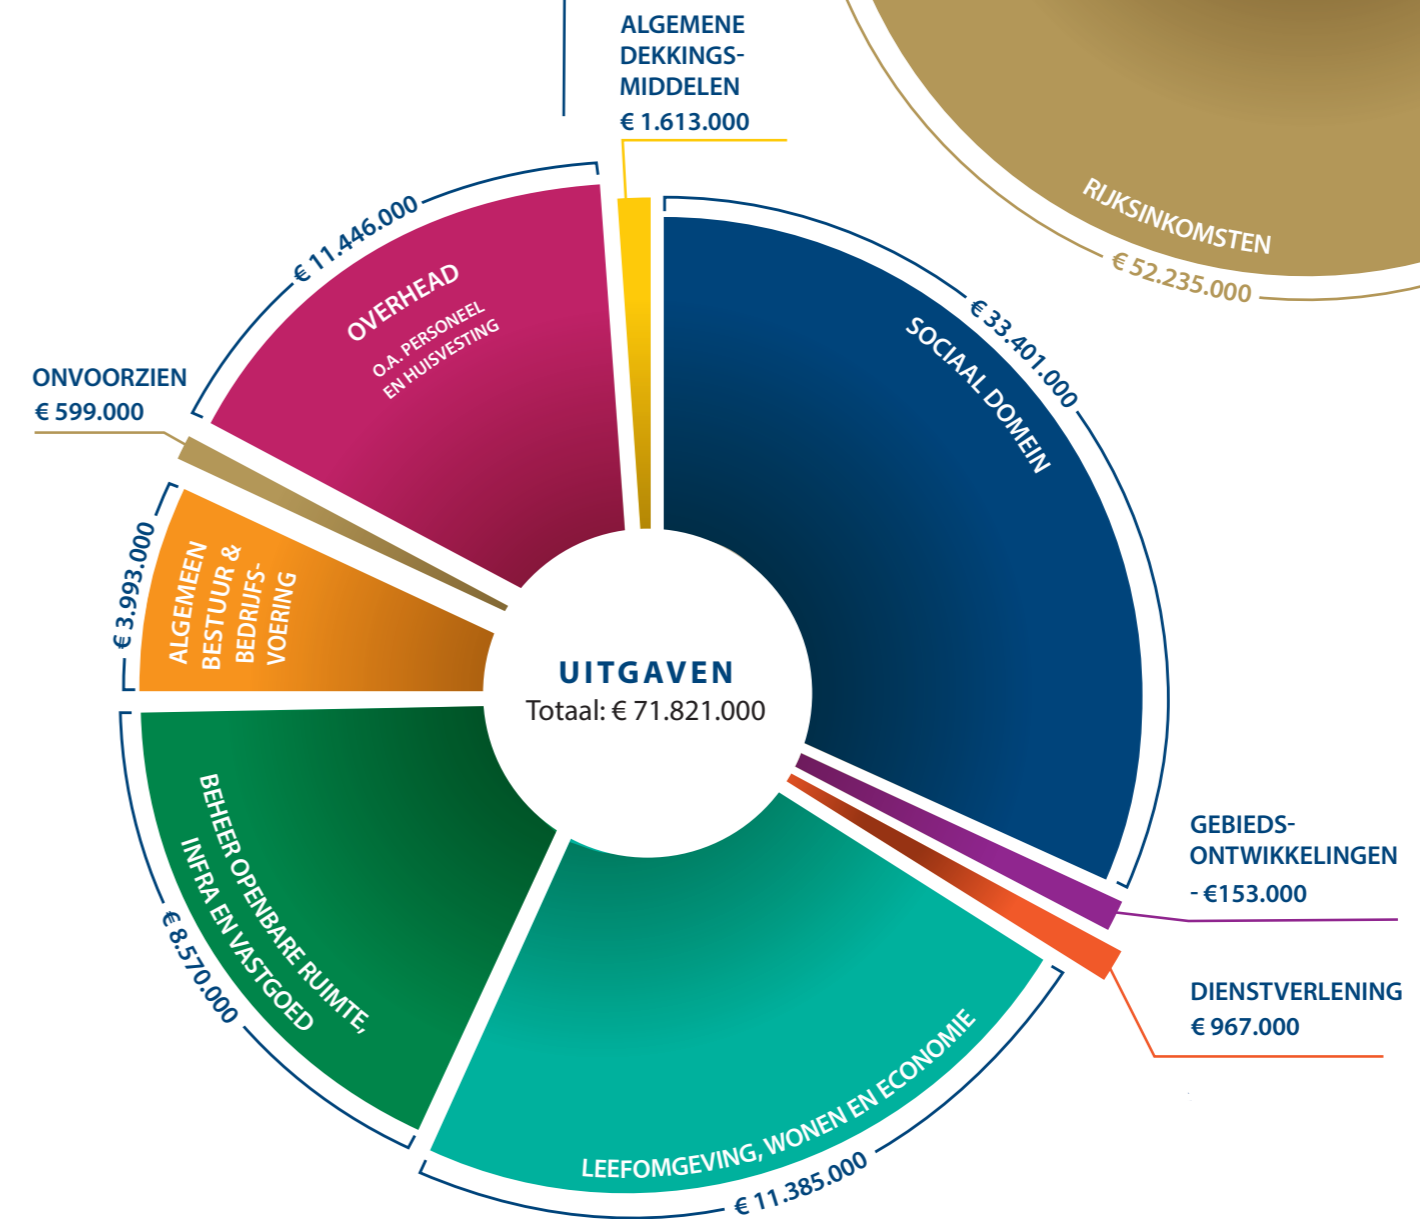 ALGEMENE
DEKKINGS-
MIDDELEN
€ 1.613.000
RIJKSINKOMSTEN
€ 52.235.000
€ 11.446.000
OVERHEAD
O.A. PERSONEEL
EN HUISVESTING
€ 33.401.000
SOCIAAL DOMEIN
ONVOORZIEN
€ 599.000
€ 3.993.000
ALGEMEEN
BESTUUR &
BEDRIJFS-
VOERING
UITGAVEN
Totaal: € 71.821.000
GEBIEDS-
ONTWIKKELINGEN
- €153.000
DIENSTVERLENING
€ 967.000
BEHEER OPENBARE RUIMTE,
INFRA EN VASTGOED
€ 8.570.000
LEEFOMGEVING, WONEN EN ECONOMIE
€ 11.385.000